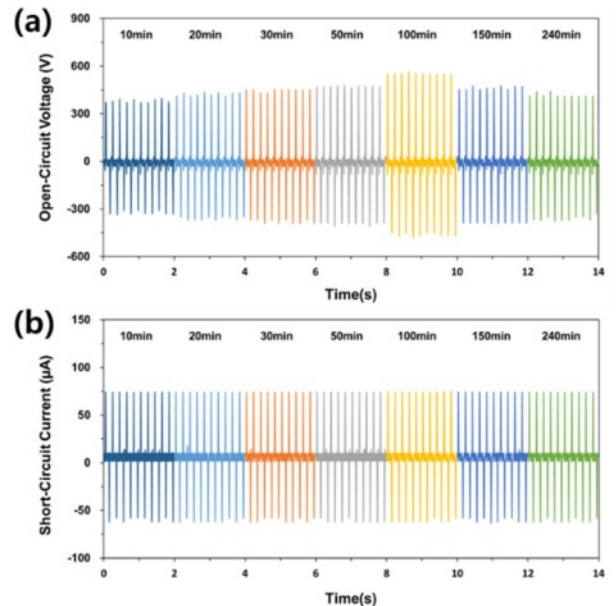 (a)
900
600
300
0
-300
-600
Open-Circuit Voltage (V)
10min 20min 30min 50min 100min 150min 240min
0 2 4 6 8 10 12 14
Time(s)
(b)
150
100
50
0
-50
-100
Short-Circuit Current (μA)
10min 20min 30min 50min 100min 150min 240min
0 2 4 6 8 10 12 14
Time(s)